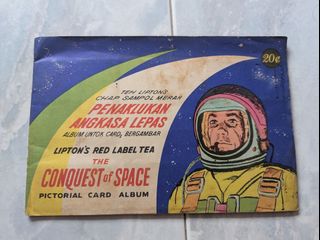 20¢
TEH LIPTON'S
CHAP SAMPOL MERAH
PENAKLUKAN
ANGKASA LEPAS
ALBUM UNTOK CARD, BERGAMBAR
LIPTON'S RED LABEL TEA
THE
CONQUEST of SPACE
PICTORIAL CARD ALBUM